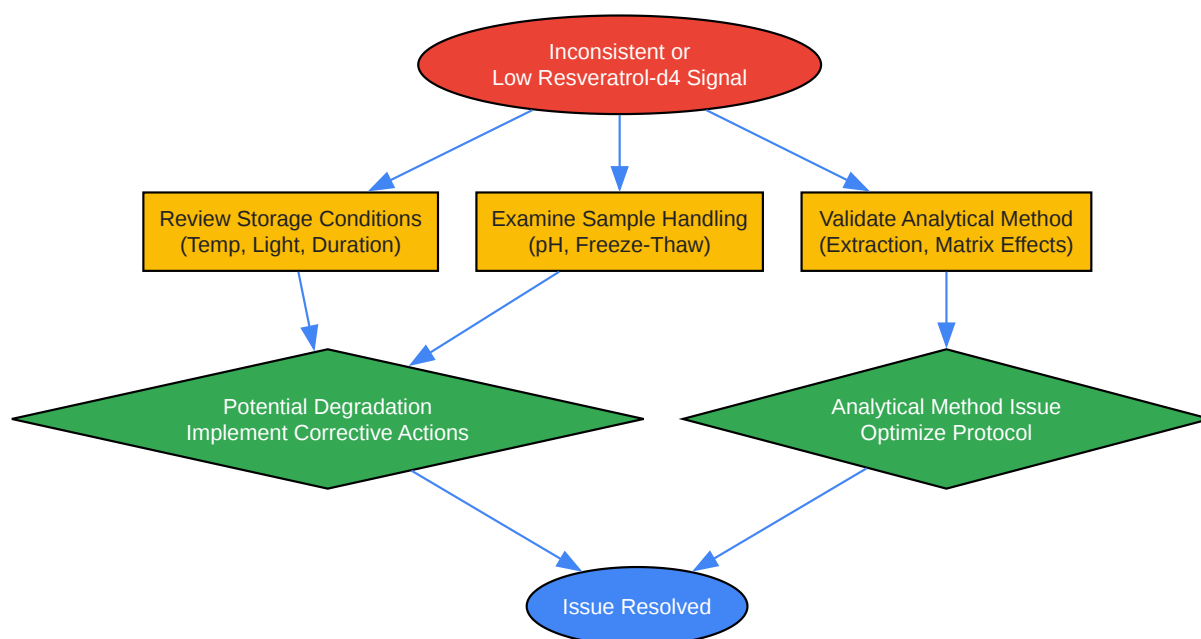 Inconsistent or
Low Resveratrol-d4 Signal
Review Storage Conditions
(Temp, Light, Duration)
Examine Sample Handling
(pH, Freeze-Thaw)
Validate Analytical Method
(Extraction, Matrix Effects)
Potential Degradation
Implement Corrective Actions
Analytical Method Issue
Optimize Protocol
Issue Resolved